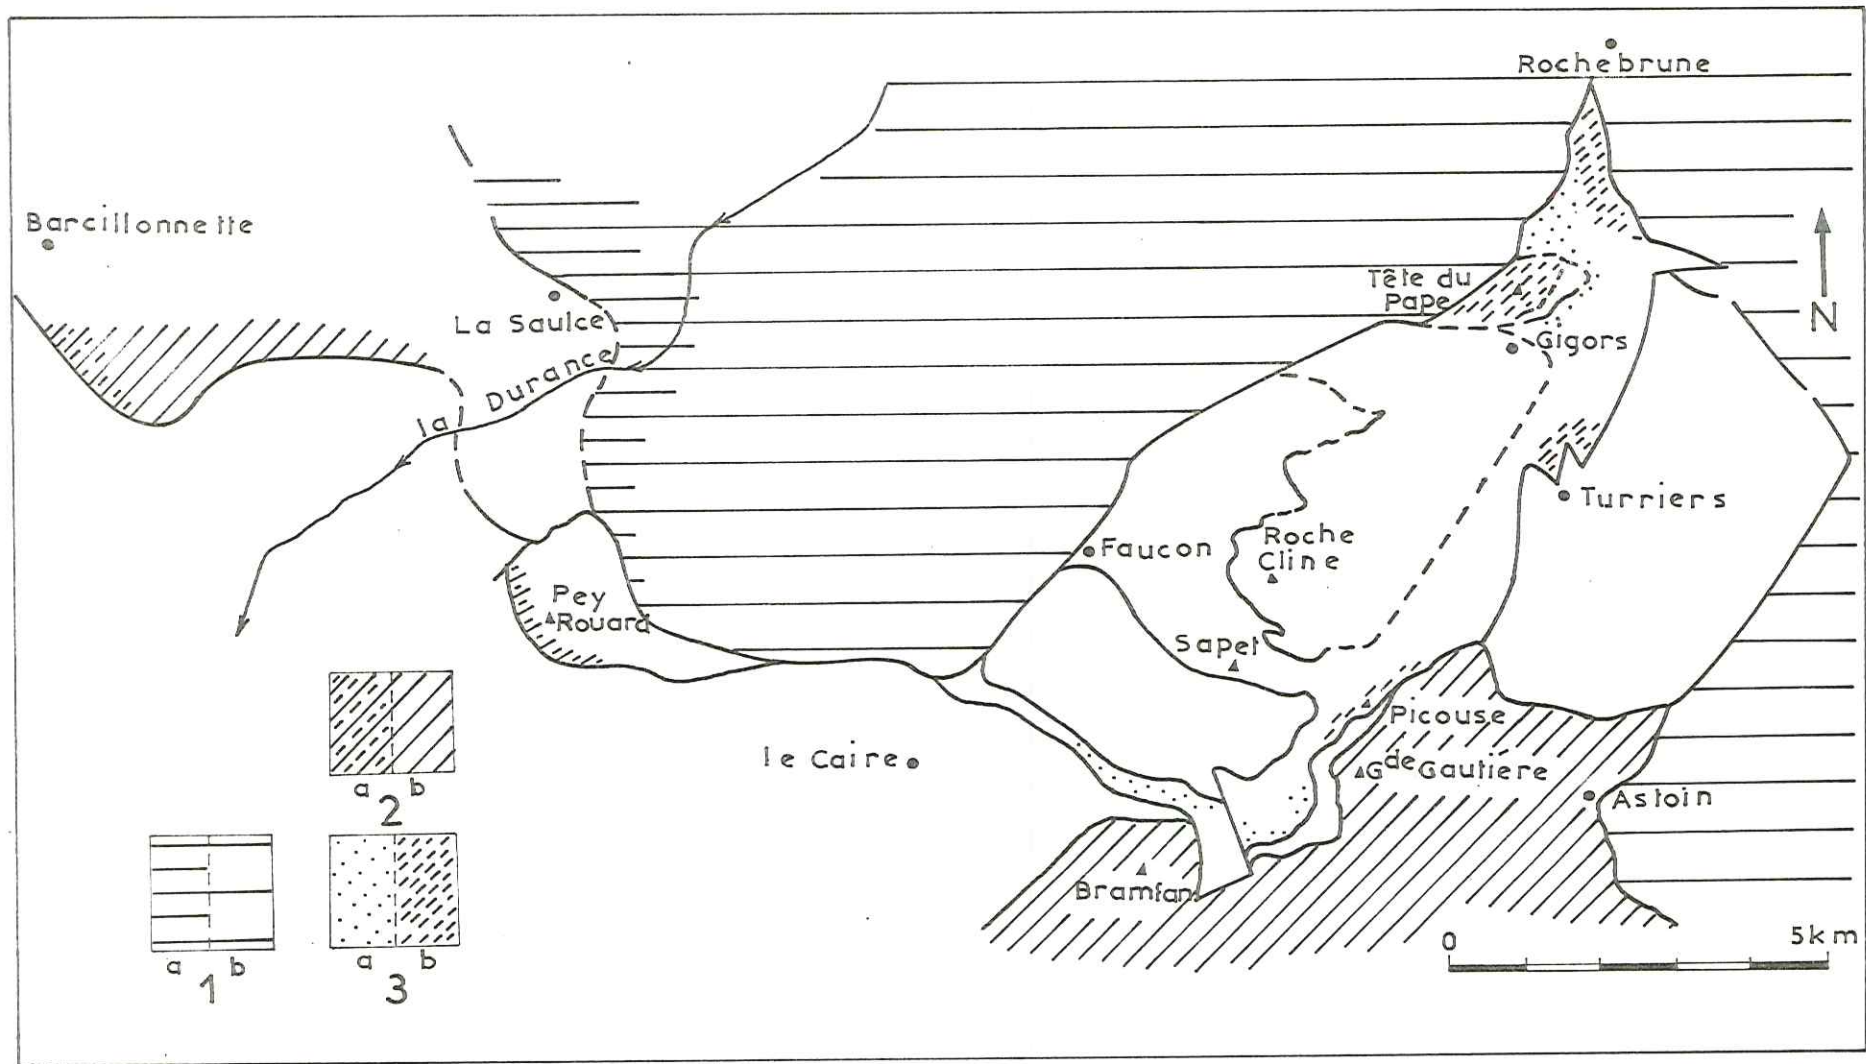 Rochebrune
Barcillonnette
Tête du
Pape
N
La Saulce
Gigors
la Durance
Turriers
Faucon
Roche
Cline
Pey
Rouard
Sapet
Picouse
le Caire
Gde Gautière
Astoin
a b
2
Bramfan
0 5km
a b
1
a b
3